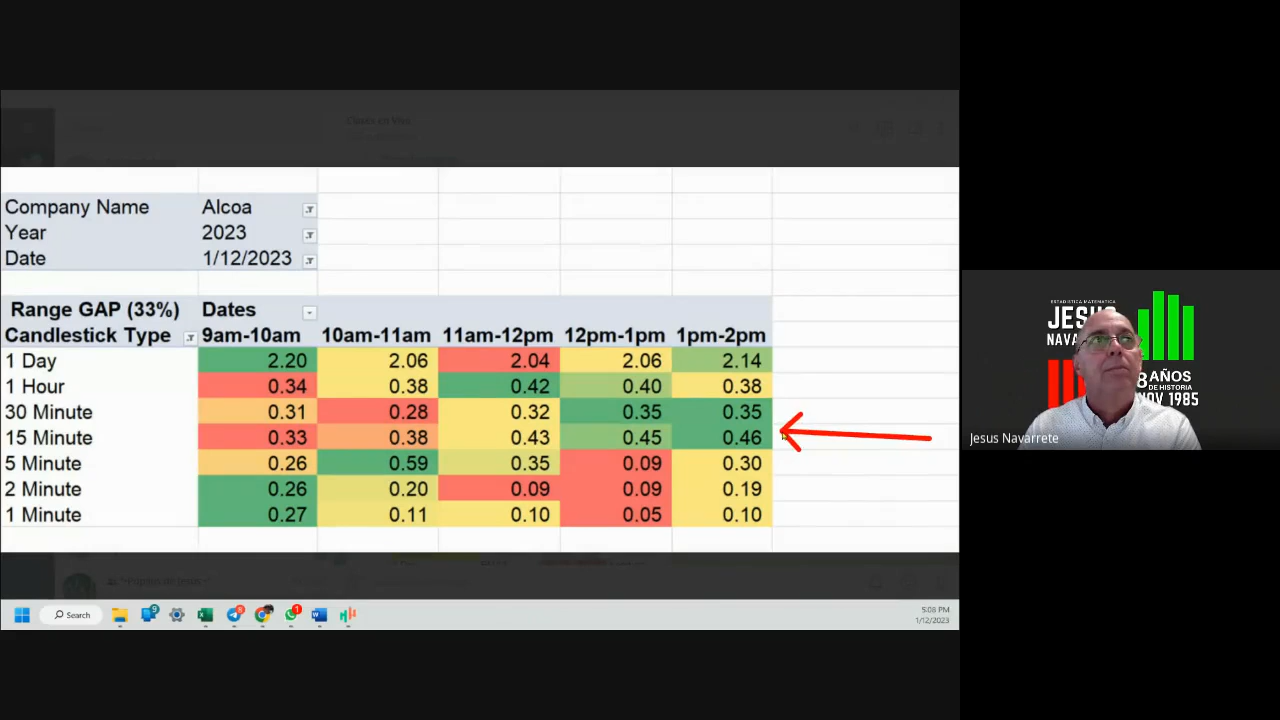 Clases en Vivo
Company Name Alcoa
Year 2023
Date 1/12/2023
Range GAP (33%) Dates
Candlestick Type 9am-10am 10am-11am 11am-12pm 12pm-1pm 1pm-2pm
1 Day 2.20 2.06 2.04 2.06 2.14
1 Hour 0.34 0.38 0.42 0.40 0.38
30 Minute 0.31 0.28 0.32 0.35 0.35
15 Minute 0.33 0.38 0.43 0.45 0.46
5 Minute 0.26 0.59 0.35 0.09 0.30
2 Minute 0.26 0.20 0.09 0.09 0.19
1 Minute 0.27 0.11 0.10 0.05 0.10
Search
5:08 PM
1/12/2023
ESTADISTICA MATEMATICA
JESUS
NAVA
8 AÑOS
DE HISTORIA
NOV 1985
Jesus Navarrete